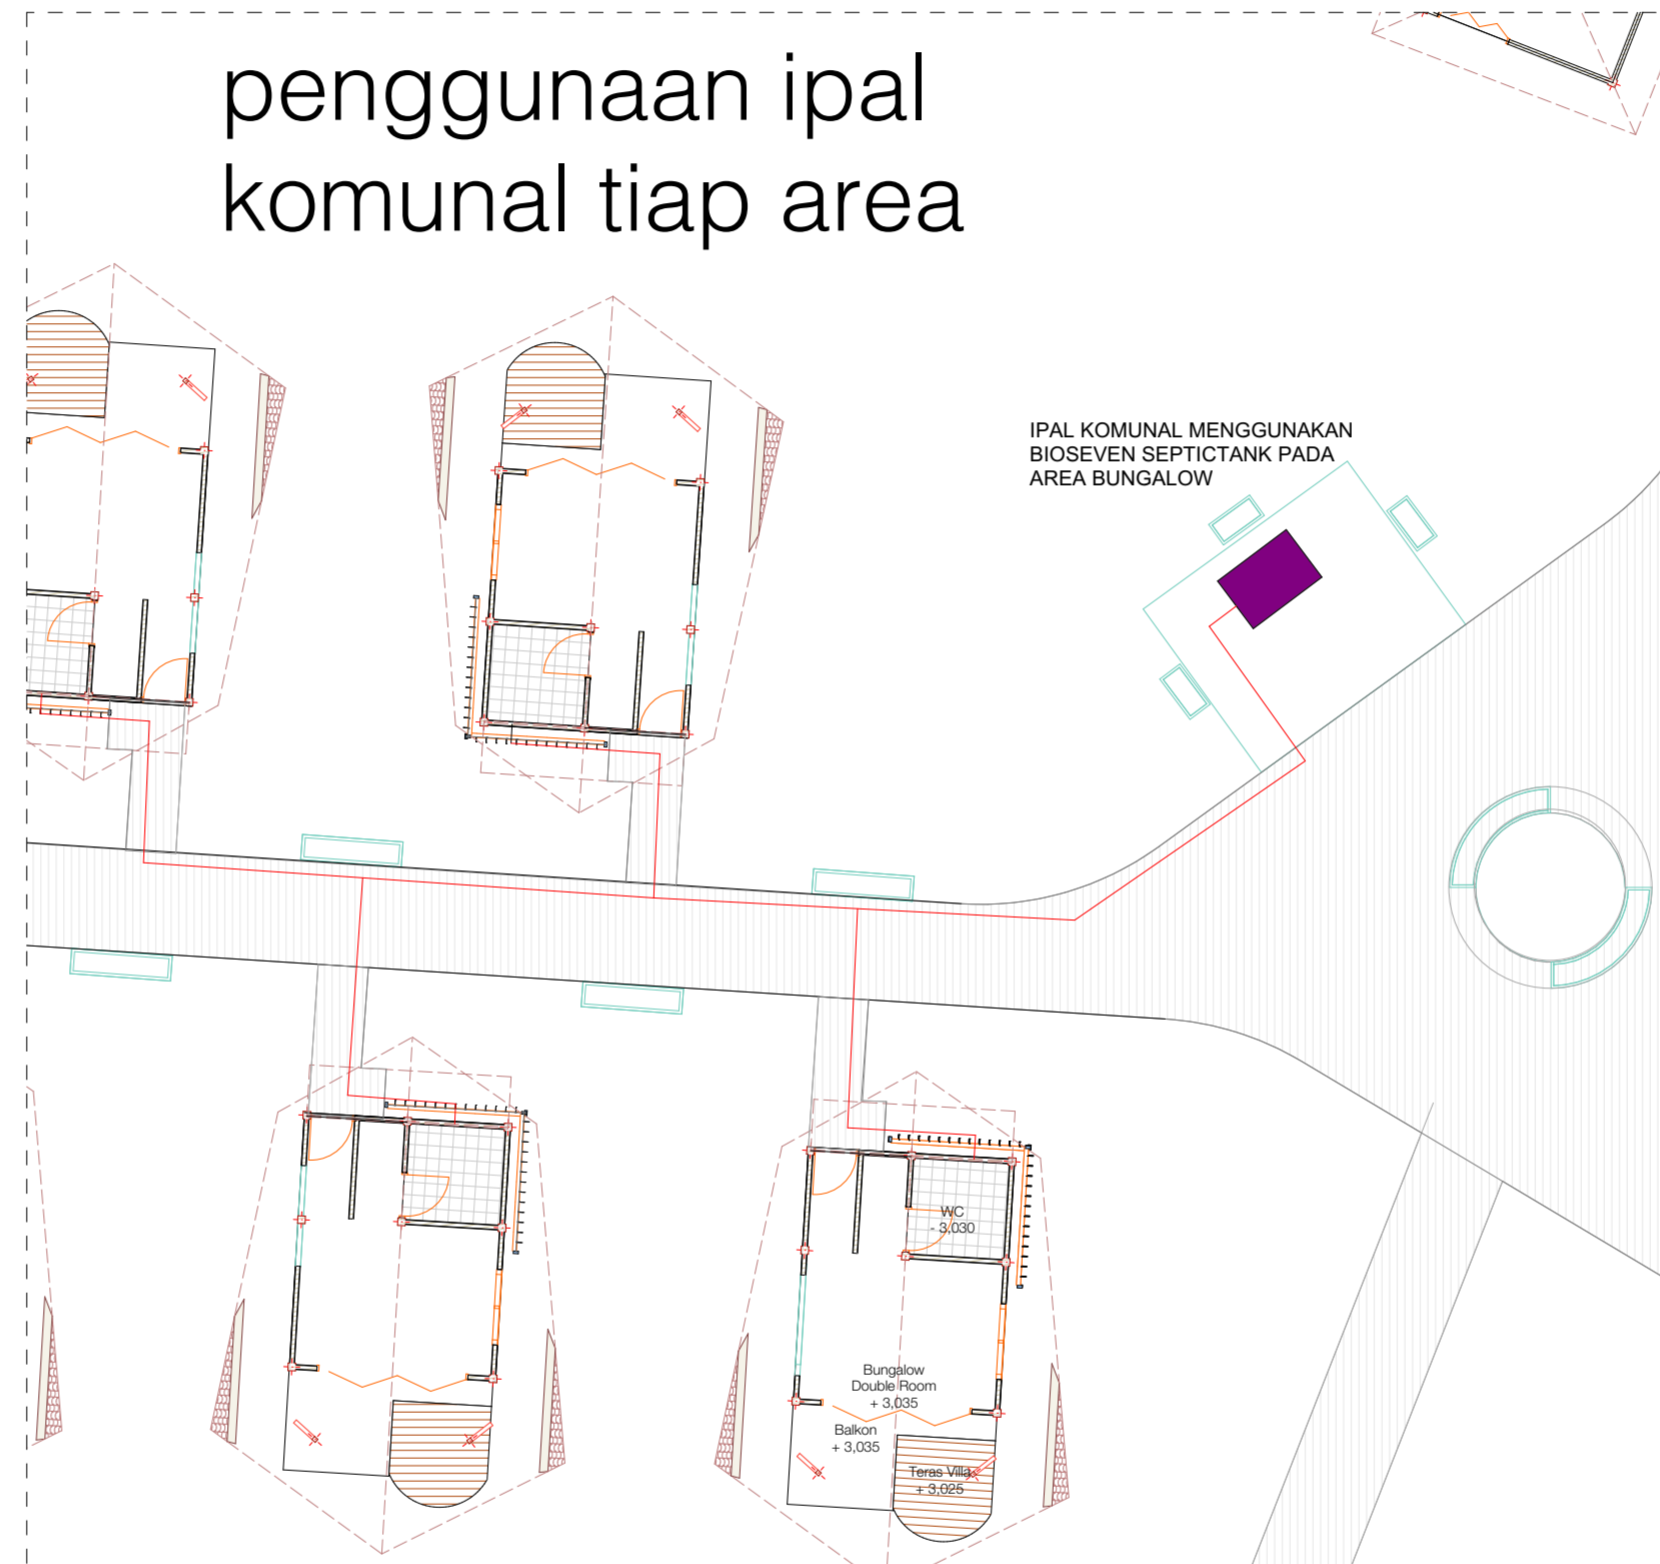 penggunaan ipal
komunal tiap area
IPAL KOMUNAL MENGGUNAKAN
BIOSEVEN SEPTICTANK PADA
AREA BUNGALOW
WC
- 3,030
Bungalow
Double Room
+ 3,035
Balkon
+ 3,035
Teras Villa
+ 3,025